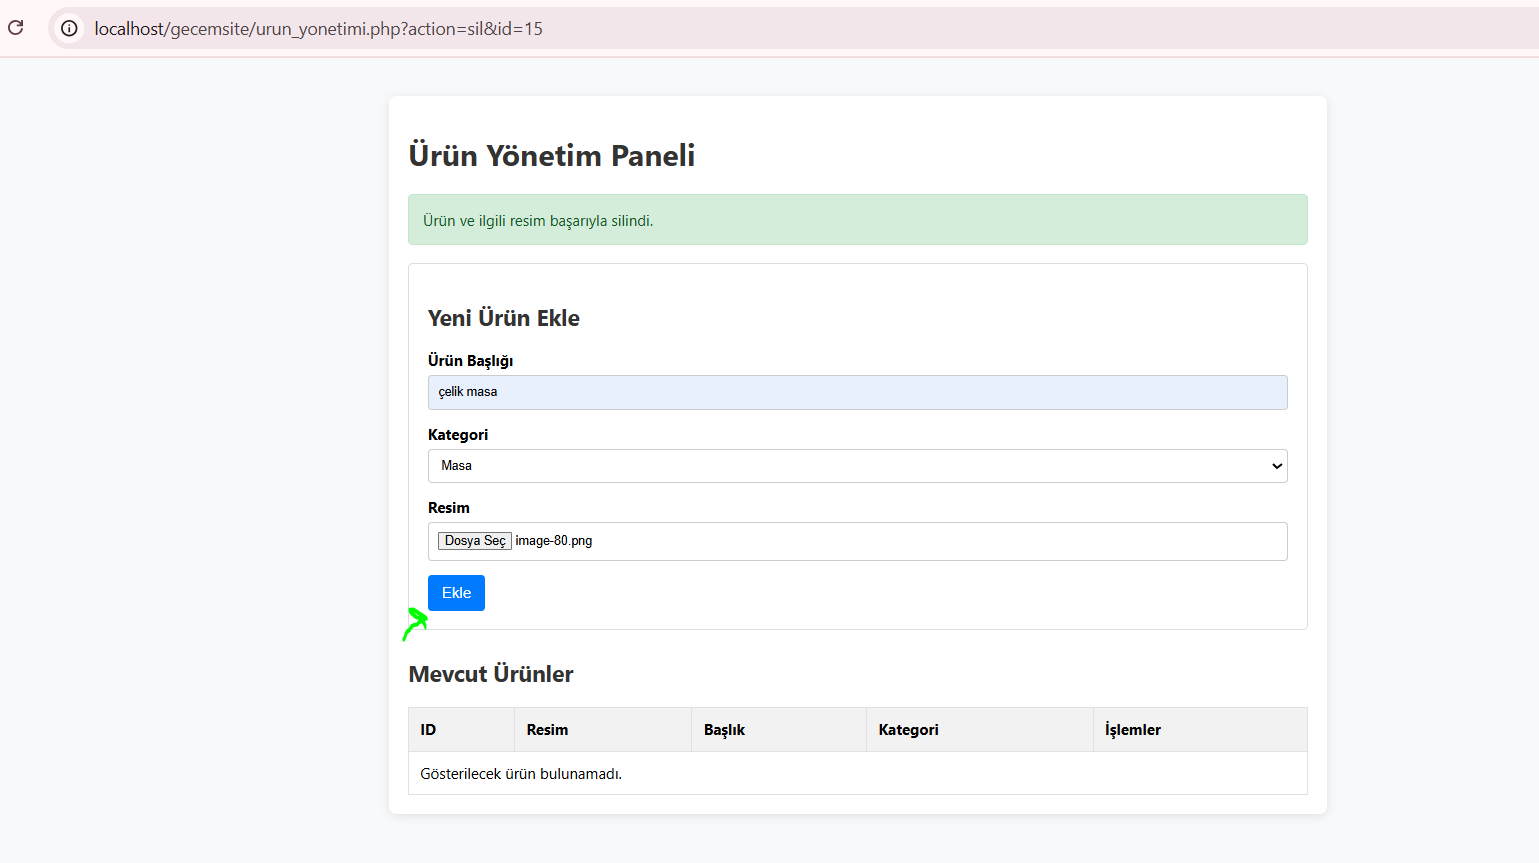 localhost/gecemsite/urun_yonetimi.php?action=sil&id=15
Ürün Yönetim Paneli
Ürün ve ilgili resim başarıyla silindi.
Yeni Ürün Ekle
Ürün Başlığı
çelik masa
Kategori
Masa
Resim
Dosya Seç image-80.png
Ekle
Mevcut Ürünler
ID Resim Başlık Kategori İşlemler
Gösterilecek ürün bulunamadı.